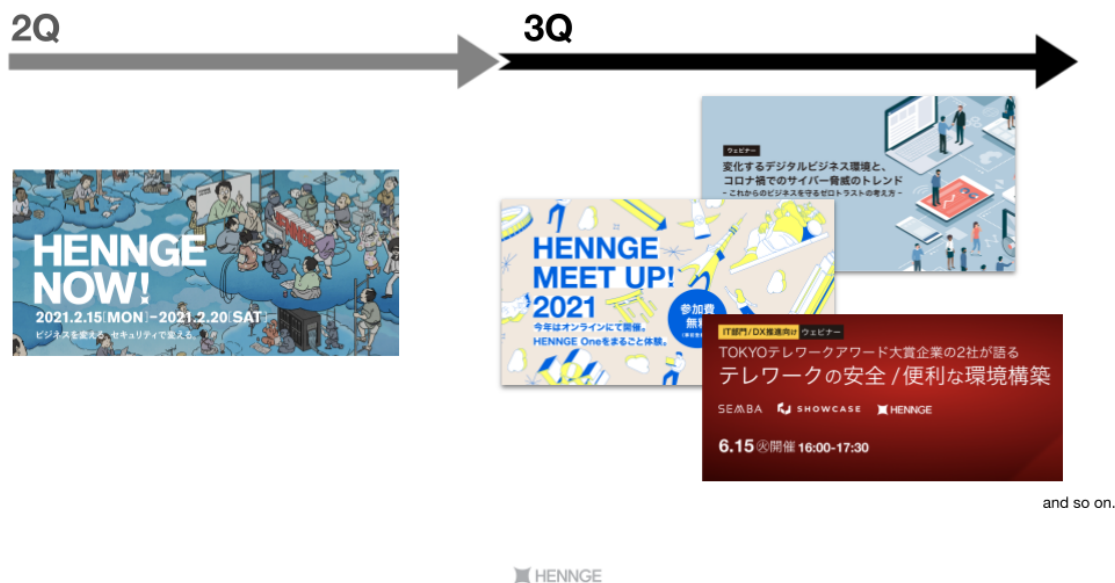 2Q
3Q
HENNGE
NOW!
2021.2.15[MON]-2021.2.20[SAT]
ビジネスを変える。セキュリティで変える。
HENNGE
ウェビナー
変化するデジタルビジネス環境と、
コロナ禍でのサイバー脅威のトレンド
- これからのビジネスを守るゼロトラストの考え方 -
HENNGE
MEET UP!
2021
今年はオンラインにて開催。
HENNGE Oneをまるごと体験。
参加費
無料
IT部門/DX推進向け ウェビナー
TOKYOテレワークアワード大賞企業の2社が語る
テレワークの安全/便利な環境構築
SEMBA SHOWCASE HENNGE
6.15㊋開催 16:00-17:30
and so on.
HENNGE